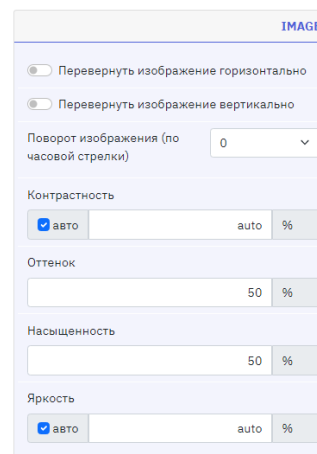 IMAGE
Перевернуть изображение горизонтально
Перевернуть изображение вертикально
Поворот изображения (по
часовой стрелки)
0
Контрастность
авто auto %
Оттенок
50 %
Насыщенность
50 %
Яркость
авто auto %